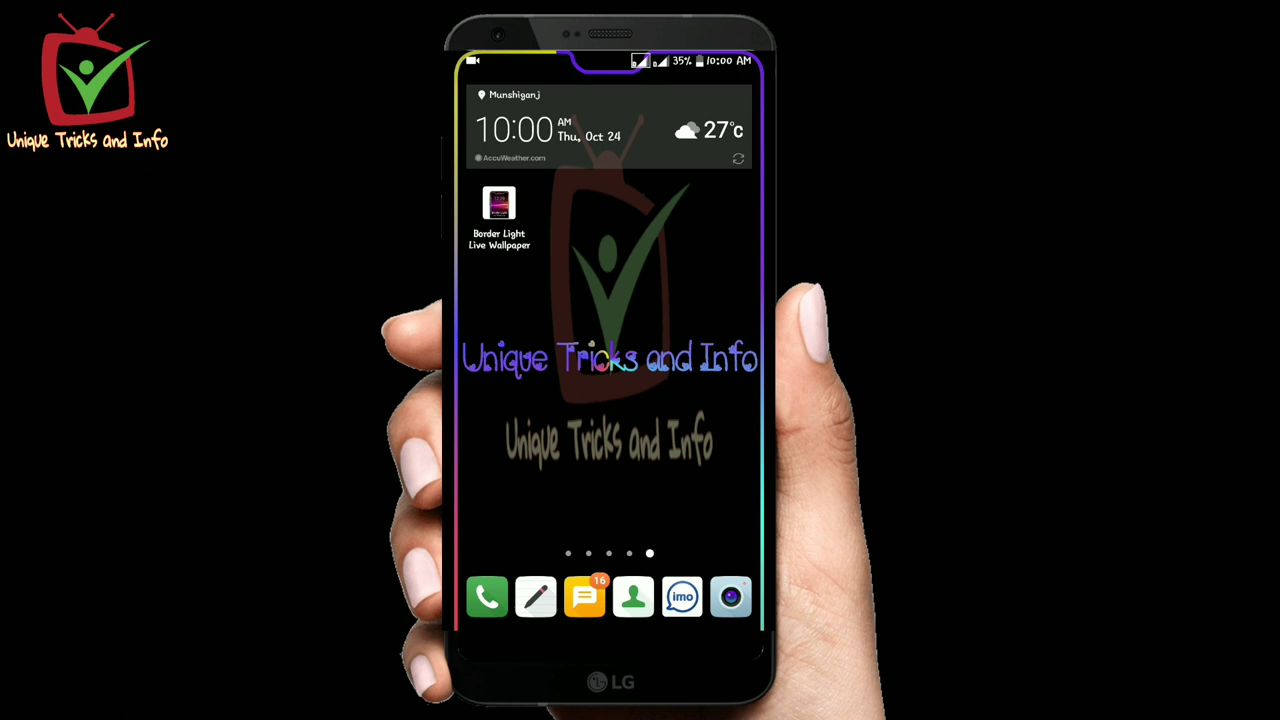 Unique Tricks and Info
35% 10:00 AM
Munshiganj
10:00 AM
Thu, Oct 24
27°c
AccuWeather.com
Border Light
Live Wallpaper
Unique Tricks and Info
Unique Tricks and Info
16
imo
LG